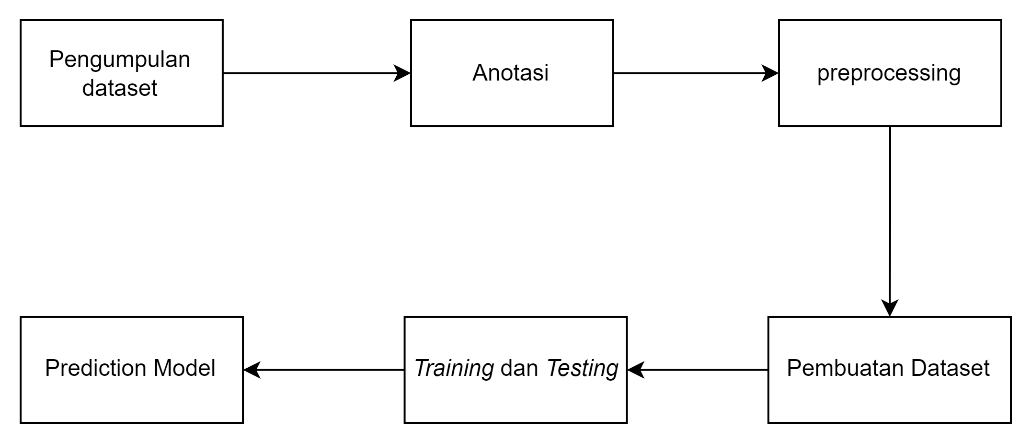 Pengumpulan
dataset
Anotasi
preprocessing
Pembuatan Dataset
Training dan Testing
Prediction Model